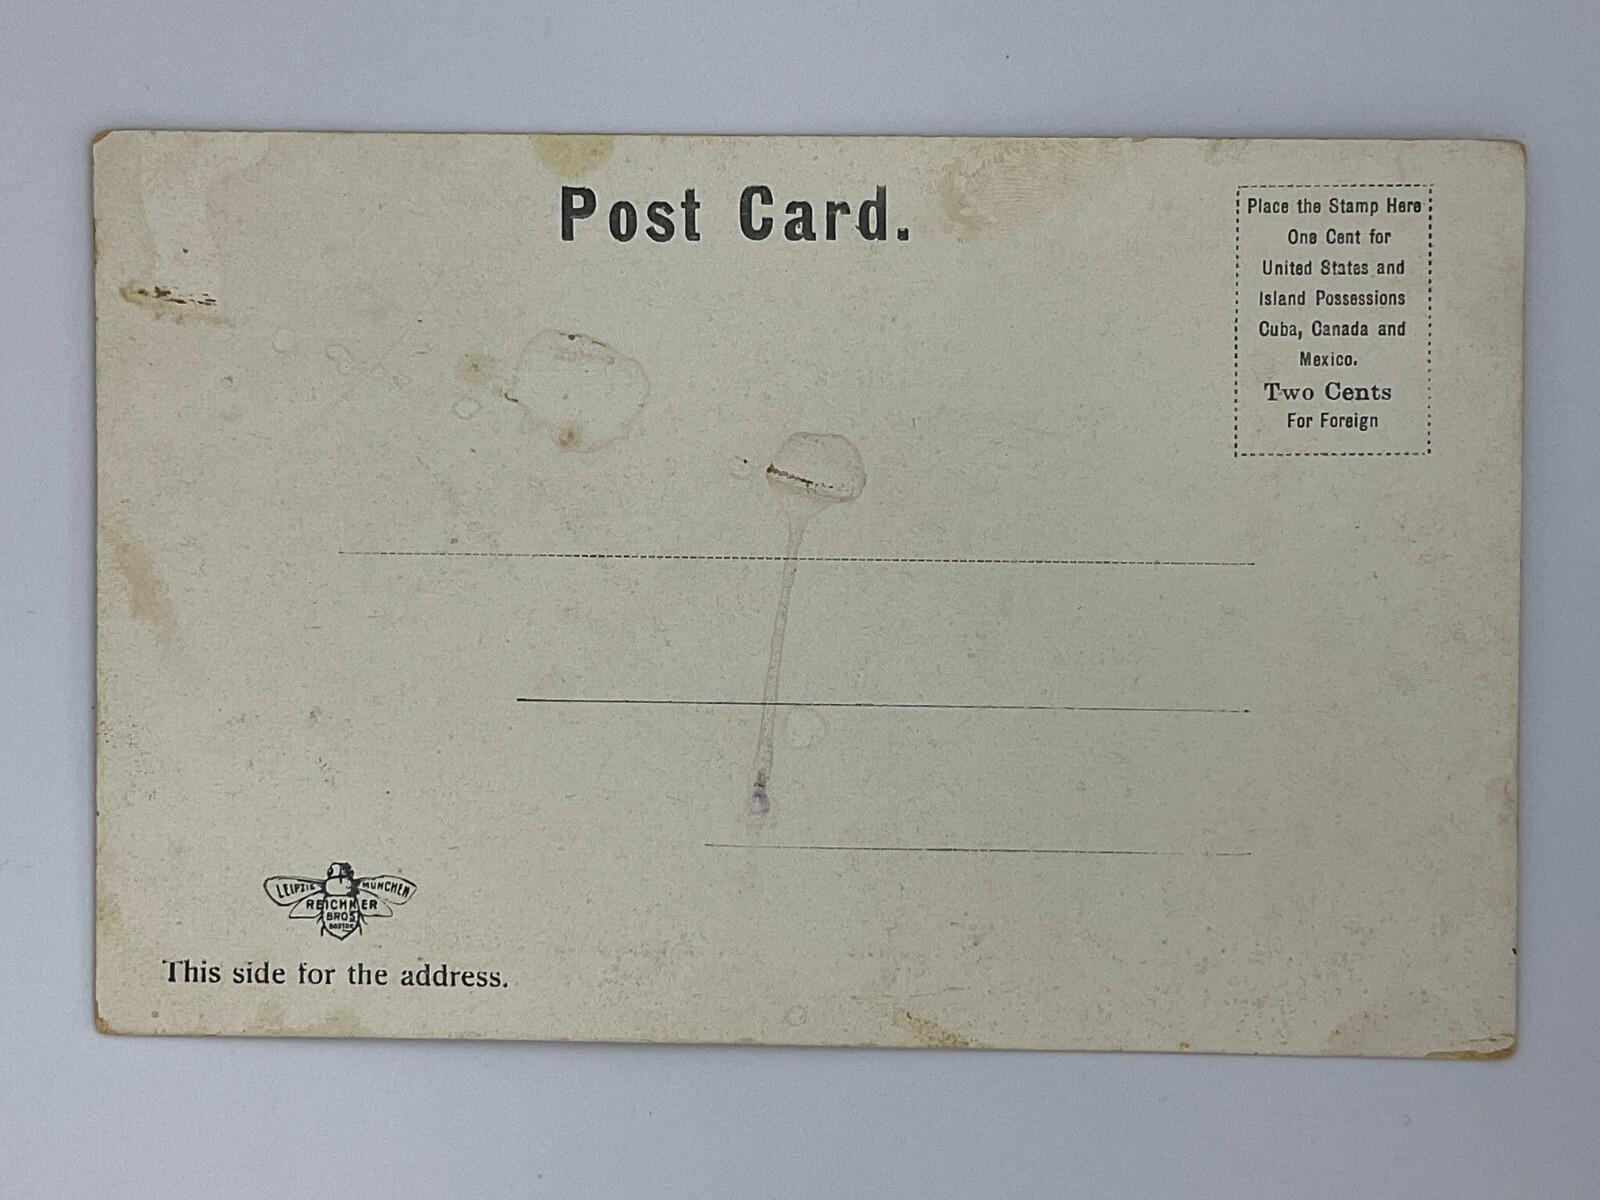 Post Card.
Place the Stamp Here
One Cent for
United States and
Island Possessions
Cuba, Canada and
Mexico.
Two Cents
For Foreign
LEIPZIG MUNCHEN
REICHNER
BROS
BOSTON
This side for the address.